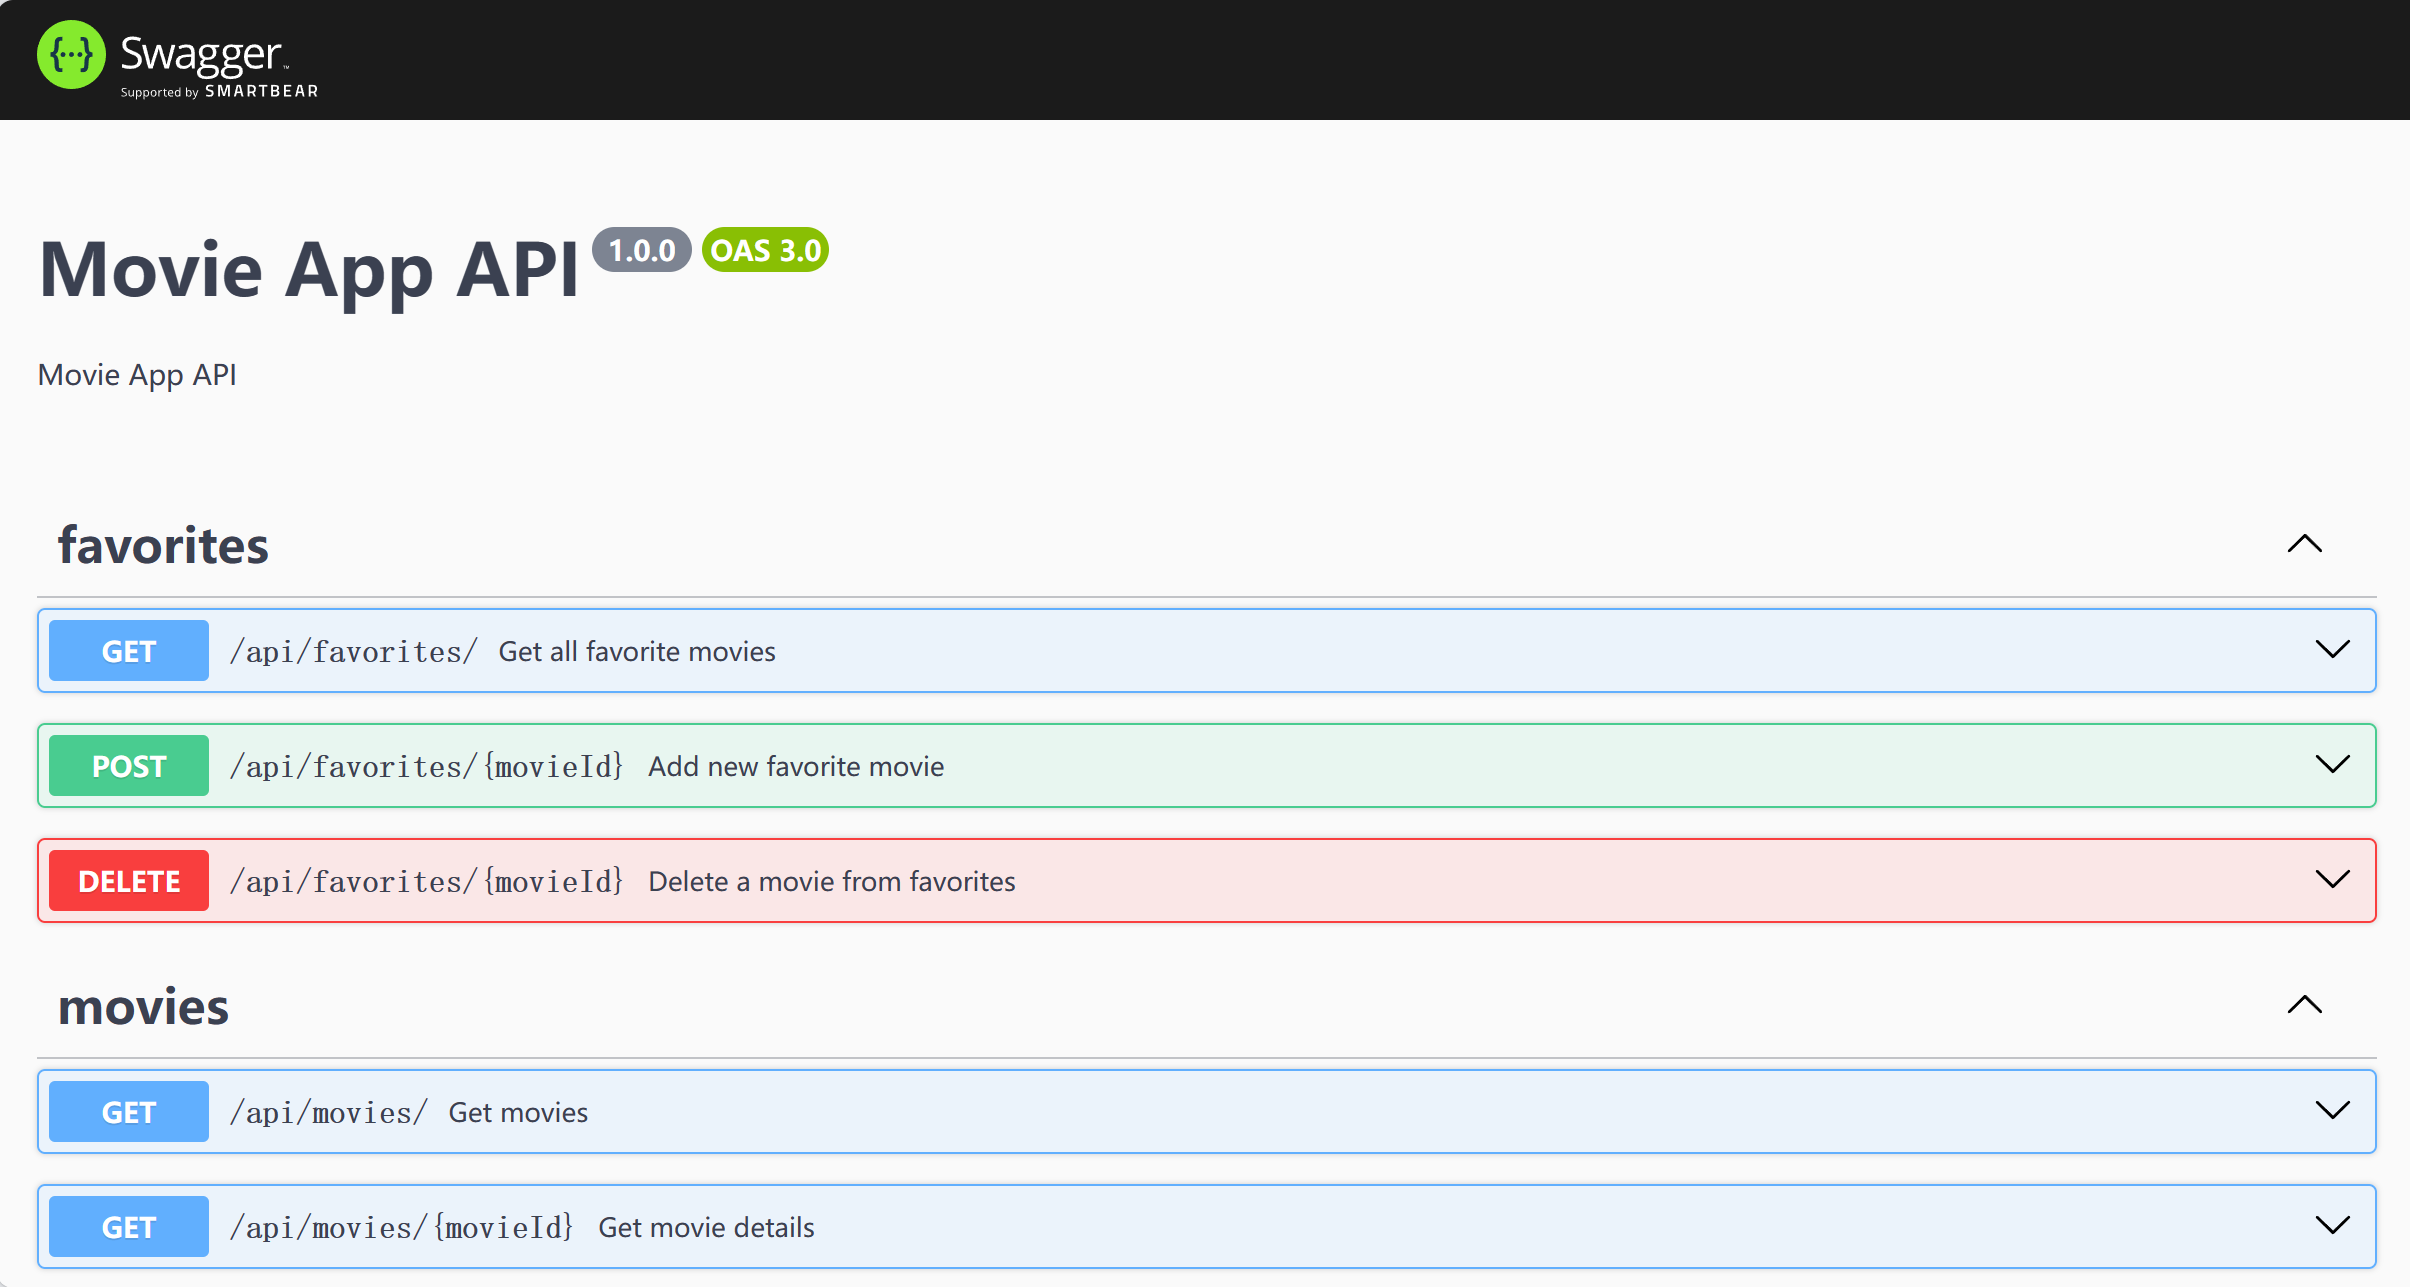 Swagger™
Supported by SMARTBEAR
Movie App API 1.0.0 OAS 3.0
Movie App API
favorites
GET /api/favorites/ Get all favorite movies
POST /api/favorites/{movieId} Add new favorite movie
DELETE /api/favorites/{movieId} Delete a movie from favorites
movies
GET /api/movies/ Get movies
GET /api/movies/{movieId} Get movie details